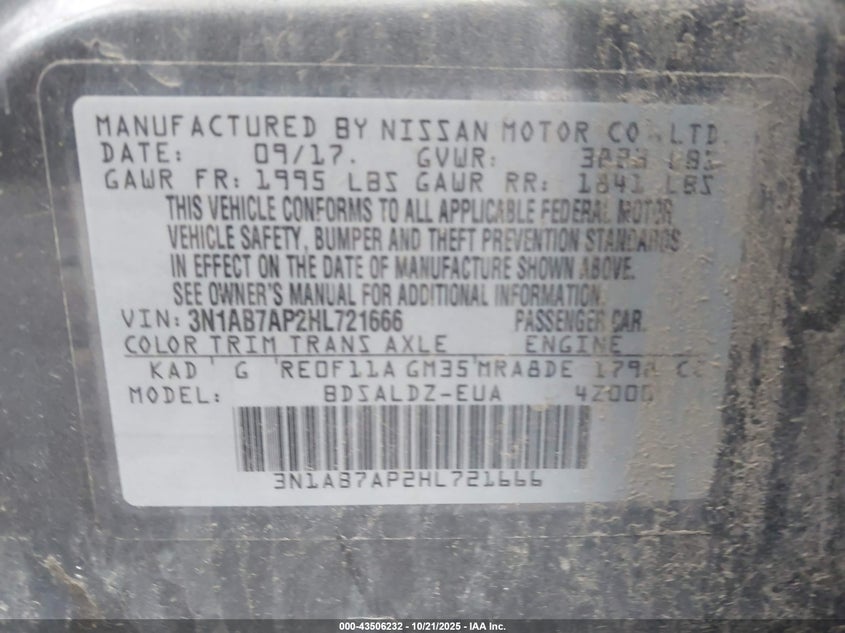 MANUFACTURED BY NISSAN MOTOR CO., LTD
DATE: 09/17. GVWR: LBS
GAWR FR: 1995 LBS GAWR RR: 1841 LBS
THIS VEHICLE CONFORMS TO ALL APPLICABLE FEDERAL MOTOR
VEHICLE SAFETY, BUMPER AND THEFT PREVENTION STANDARDS
IN EFFECT ON THE DATE OF MANUFACTURE SHOWN ABOVE.
SEE OWNER'S MANUAL FOR ADDITIONAL INFORMATION.
VIN: 3N1AB7AP2HL721666 PASSENGER CAR.
COLOR TRIM TRANS AXLE ENGINE
KAD G RE0F11A GM35 MRA8DE CC
MODEL: BDSALDZ-EUA
3N1AB7AP2HL721666
000-43506232 - 10/21/2025 - IAA Inc.